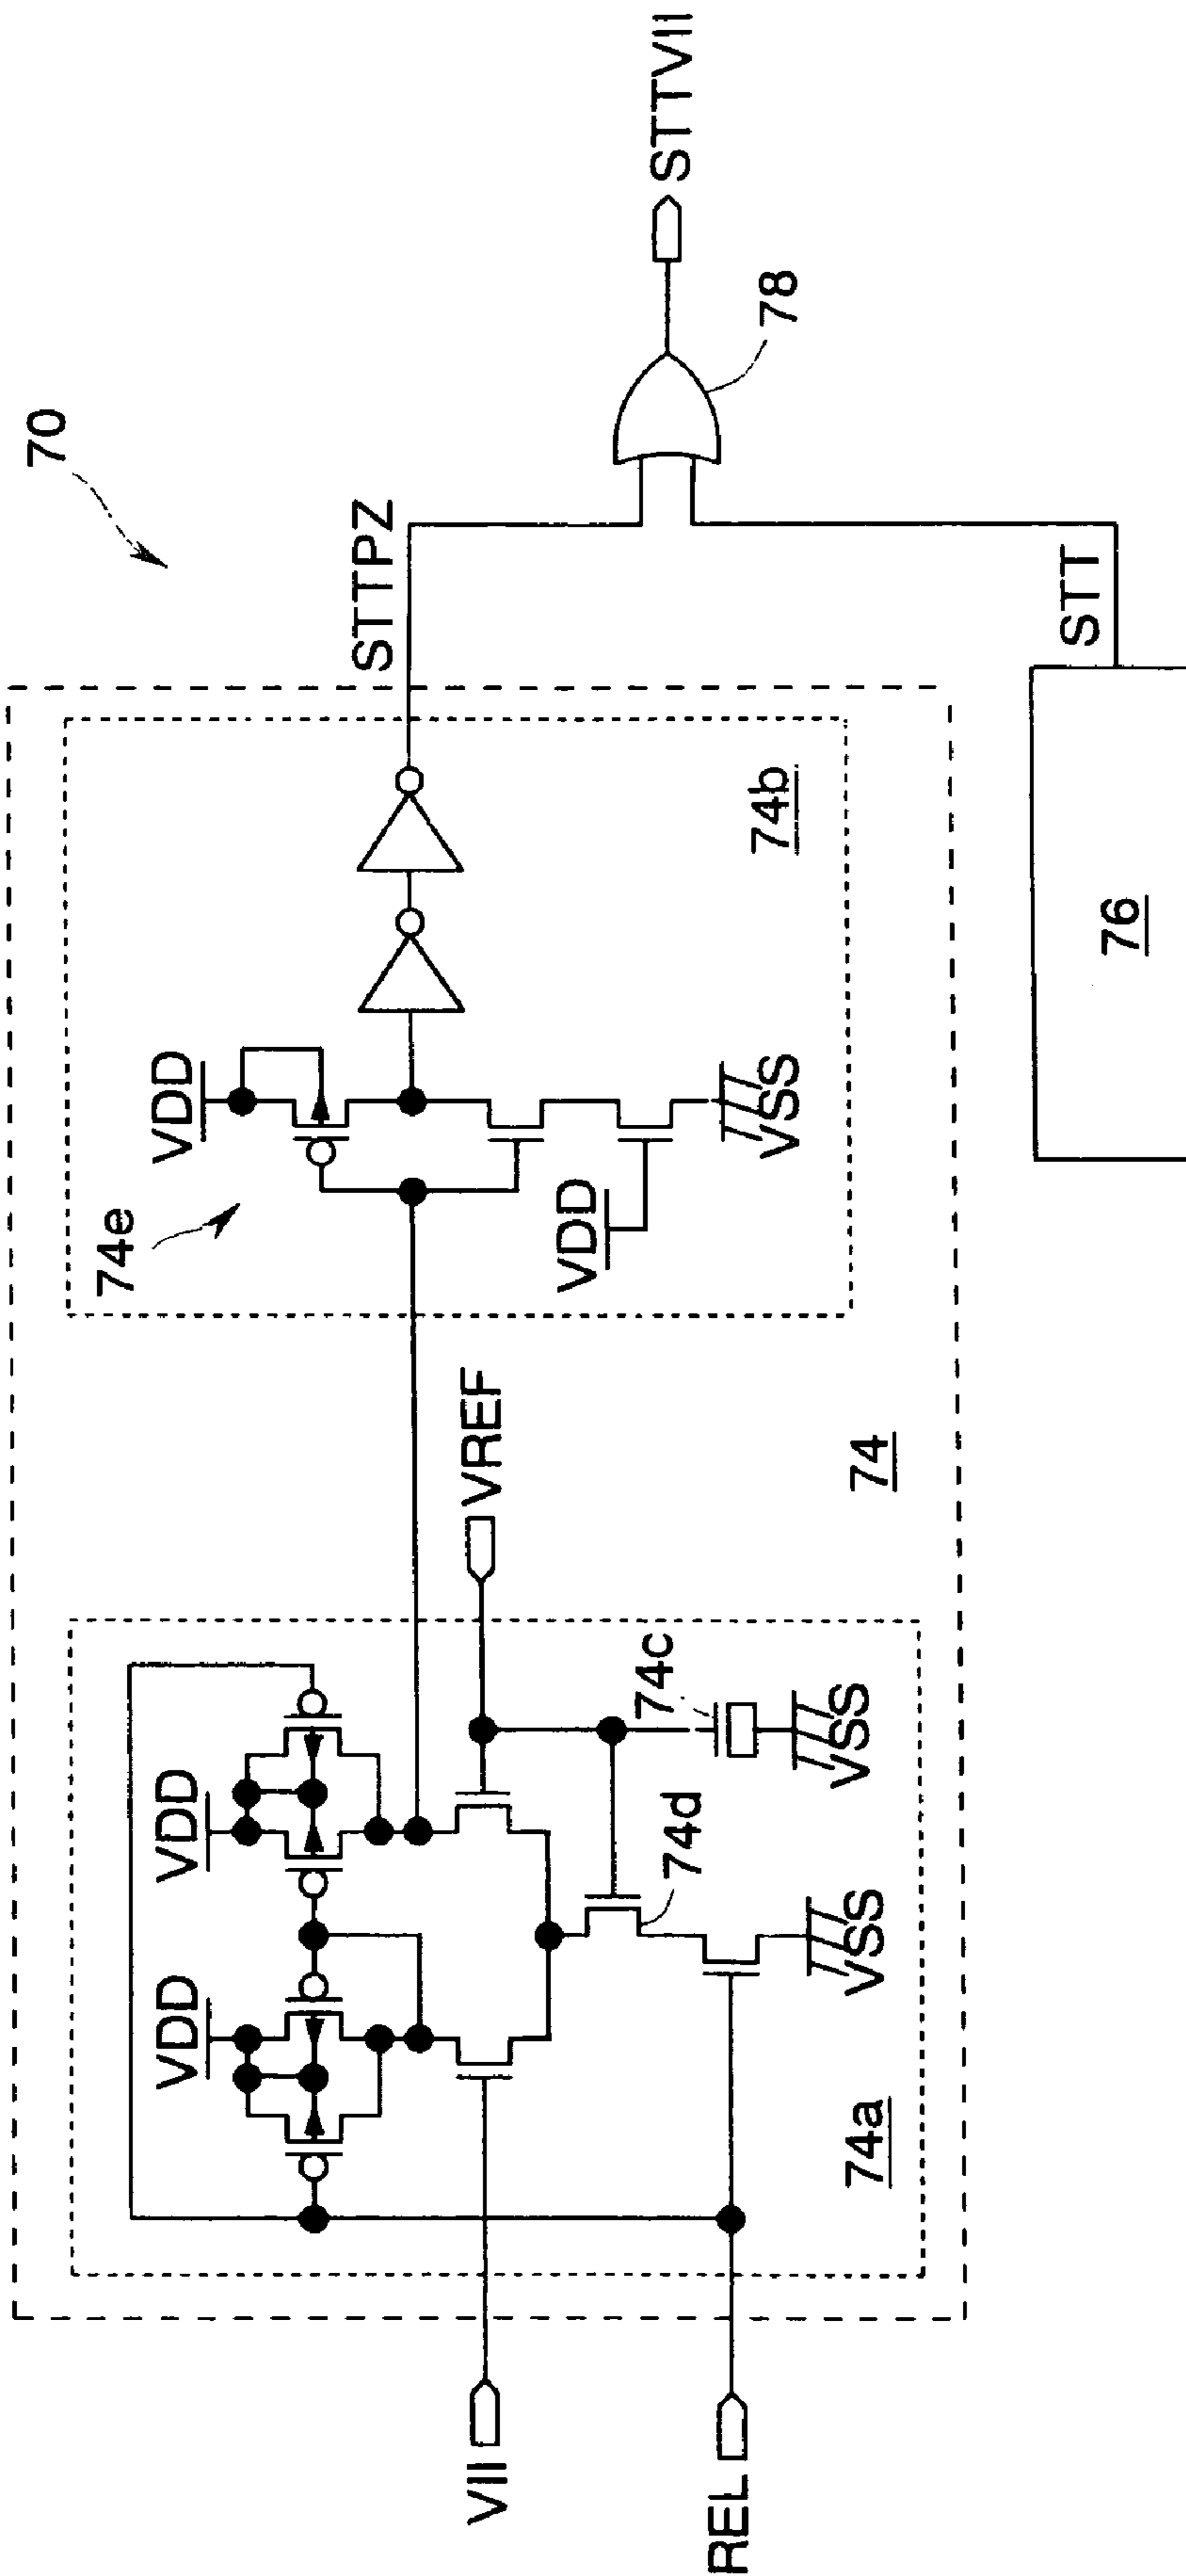 70
STTVII
78
STTPZ
STT
76
74e
VDD
VDD
VSS
74b
74
VREF
VDD
VDD
74c
74d
VSS
VSS
74a
VII
REL